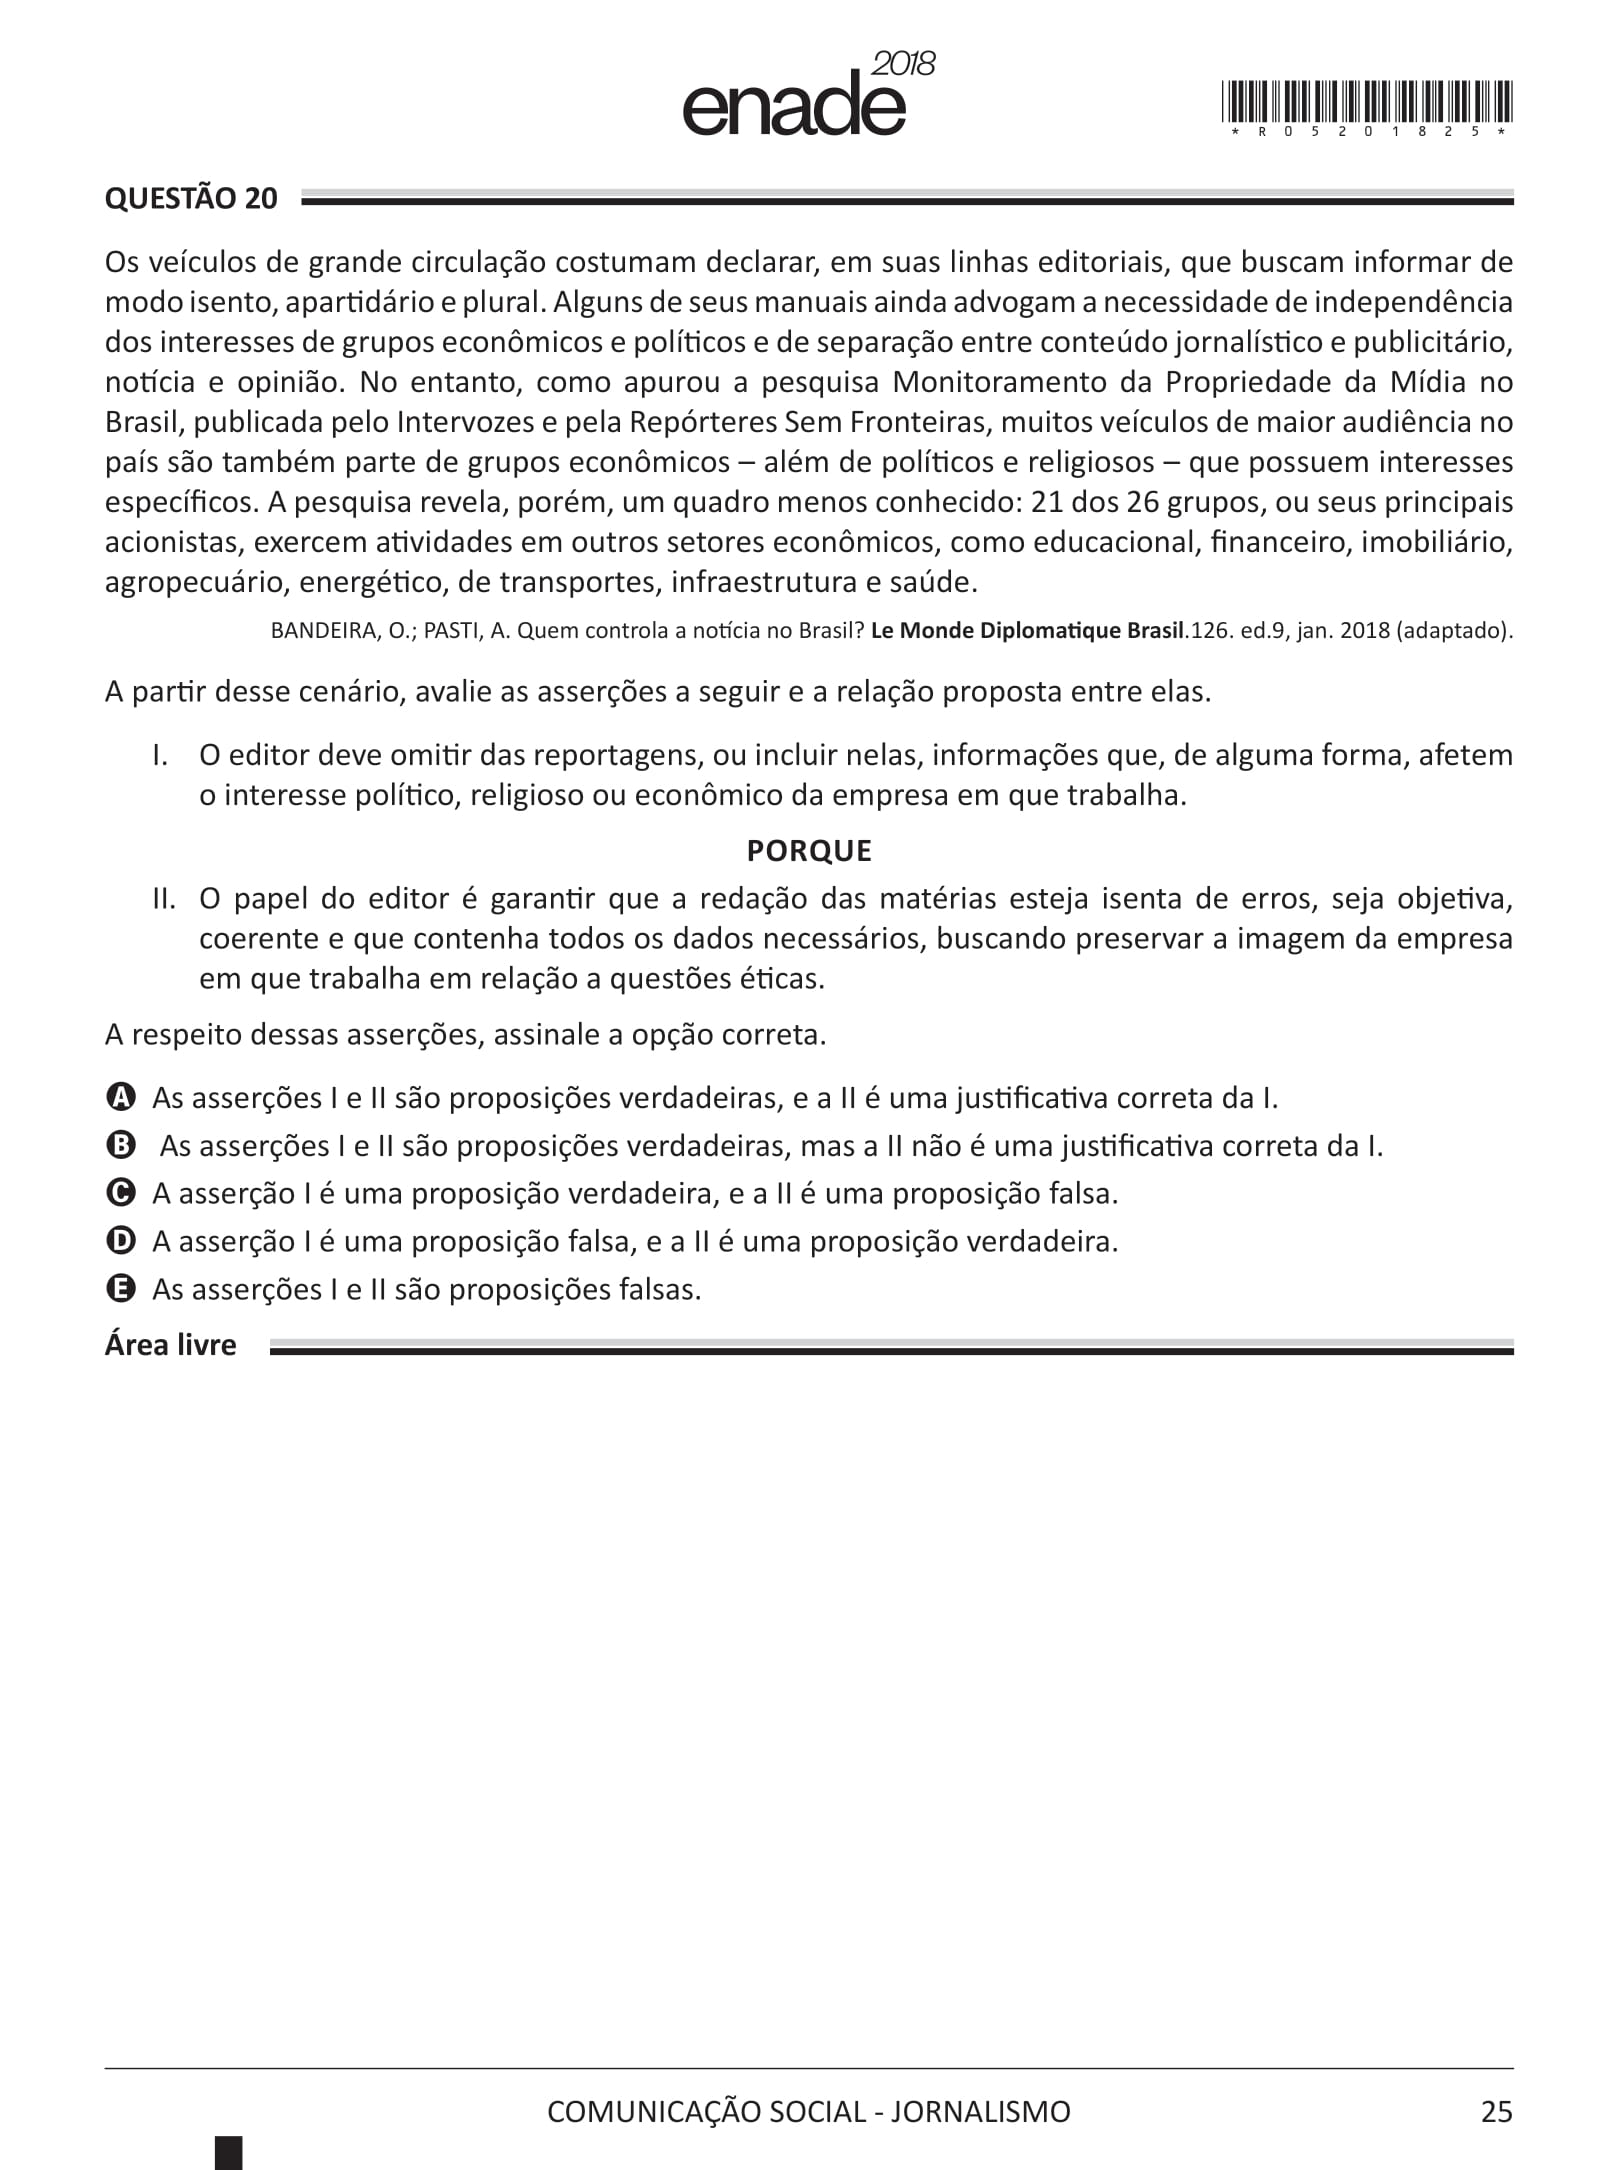 enade 2018
* R 0 5 2 0 1 8 2 5 *
QUESTÃO 20
Os veículos de grande circulação costumam declarar, em suas linhas editoriais, que buscam informar de
modo isento, apartidário e plural. Alguns de seus manuais ainda advogam a necessidade de independência
dos interesses de grupos econômicos e políticos e de separação entre conteúdo jornalístico e publicitário,
notícia e opinião. No entanto, como apurou a pesquisa Monitoramento da Propriedade da Mídia no
Brasil, publicada pelo Intervozes e pela Repórteres Sem Fronteiras, muitos veículos de maior audiência no
país são também parte de grupos econômicos – além de políticos e religiosos – que possuem interesses
específicos. A pesquisa revela, porém, um quadro menos conhecido: 21 dos 26 grupos, ou seus principais
acionistas, exercem atividades em outros setores econômicos, como educacional, financeiro, imobiliário,
agropecuário, energético, de transportes, infraestrutura e saúde.
BANDEIRA, O.; PASTI, A. Quem controla a notícia no Brasil? Le Monde Diplomatique Brasil.126. ed.9, jan. 2018 (adaptado).
A partir desse cenário, avalie as asserções a seguir e a relação proposta entre elas.
I. O editor deve omitir das reportagens, ou incluir nelas, informações que, de alguma forma, afetem
o interesse político, religioso ou econômico da empresa em que trabalha.
PORQUE
II. O papel do editor é garantir que a redação das matérias esteja isenta de erros, seja objetiva,
coerente e que contenha todos os dados necessários, buscando preservar a imagem da empresa
em que trabalha em relação a questões éticas.
A respeito dessas asserções, assinale a opção correta.
A As asserções I e II são proposições verdadeiras, e a II é uma justificativa correta da I.
B As asserções I e II são proposições verdadeiras, mas a II não é uma justificativa correta da I.
C A asserção I é uma proposição verdadeira, e a II é uma proposição falsa.
D A asserção I é uma proposição falsa, e a II é uma proposição verdadeira.
E As asserções I e II são proposições falsas.
Área livre
COMUNICAÇÃO SOCIAL - JORNALISMO 25